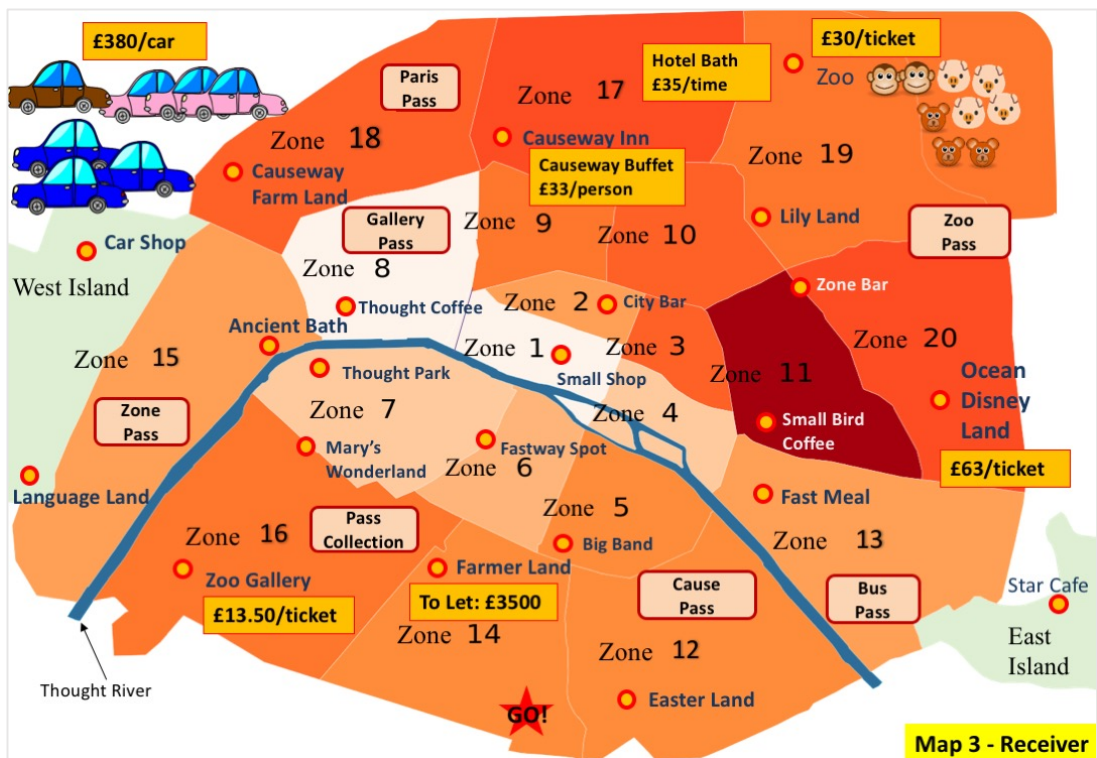 £380/car
Paris
Pass
Zone 18
Causeway
Farm Land
Zone 17
Causeway Inn
Hotel Bath
£35/time
Causeway Buffet
£33/person
£30/ticket
Zoo
Zone 19
Lily Land
Zoo
Pass
Gallery
Pass
Zone 8
Thought Coffee
Zone 9
Zone 10
Zone 2
City Bar
Zone Bar
Car Shop
West Island
Ancient Bath
Zone 15
Zone
Pass
Language Land
Thought Park
Zone 7
Mary's
Wonderland
Zone 1
Small Shop
Zone 3
Zone 4
Zone 11
Small Bird
Coffee
Zone 20
Ocean
Disney
Land
£63/ticket
Fastway Spot
Zone 6
Zone 5
Big Band
Fast Meal
Zone 13
Zone 16
Pass
Collection
Zoo Gallery
£13.50/ticket
Farmer Land
To Let: £3500
Zone 14
Cause
Pass
Bus
Pass
Zone 12
Easter Land
GO!
Star Cafe
East
Island
Thought River
Map 3 - Receiver